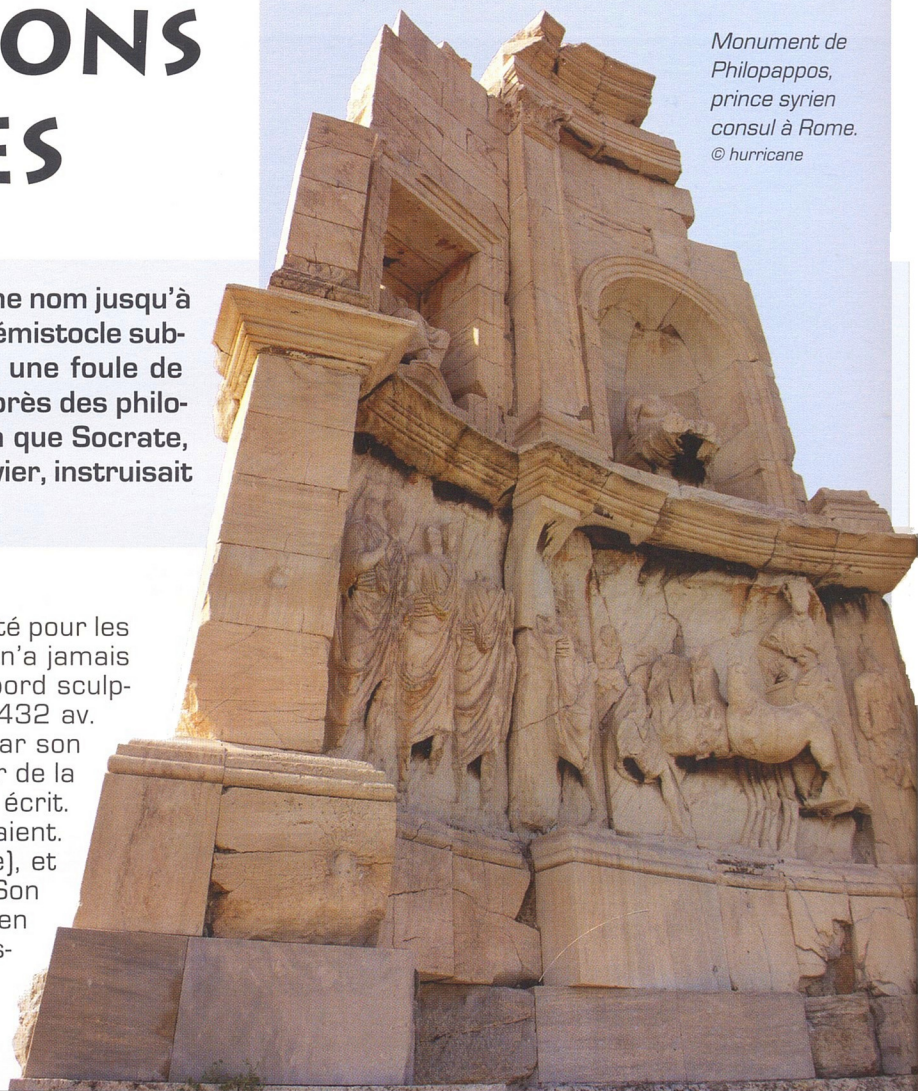 ONS
ES
Monument de
Philopappos,
prince syrien
consul à Rome.
© hurricane
nom jusqu'à
émistocle sub-
une foule de
près des philo-
que Socrate,
vier, instruisait
té pour les
n'a jamais
bord sculp-
432 av.
ar son
r de la
écrit.
aient.
e), et
Son
en
s-